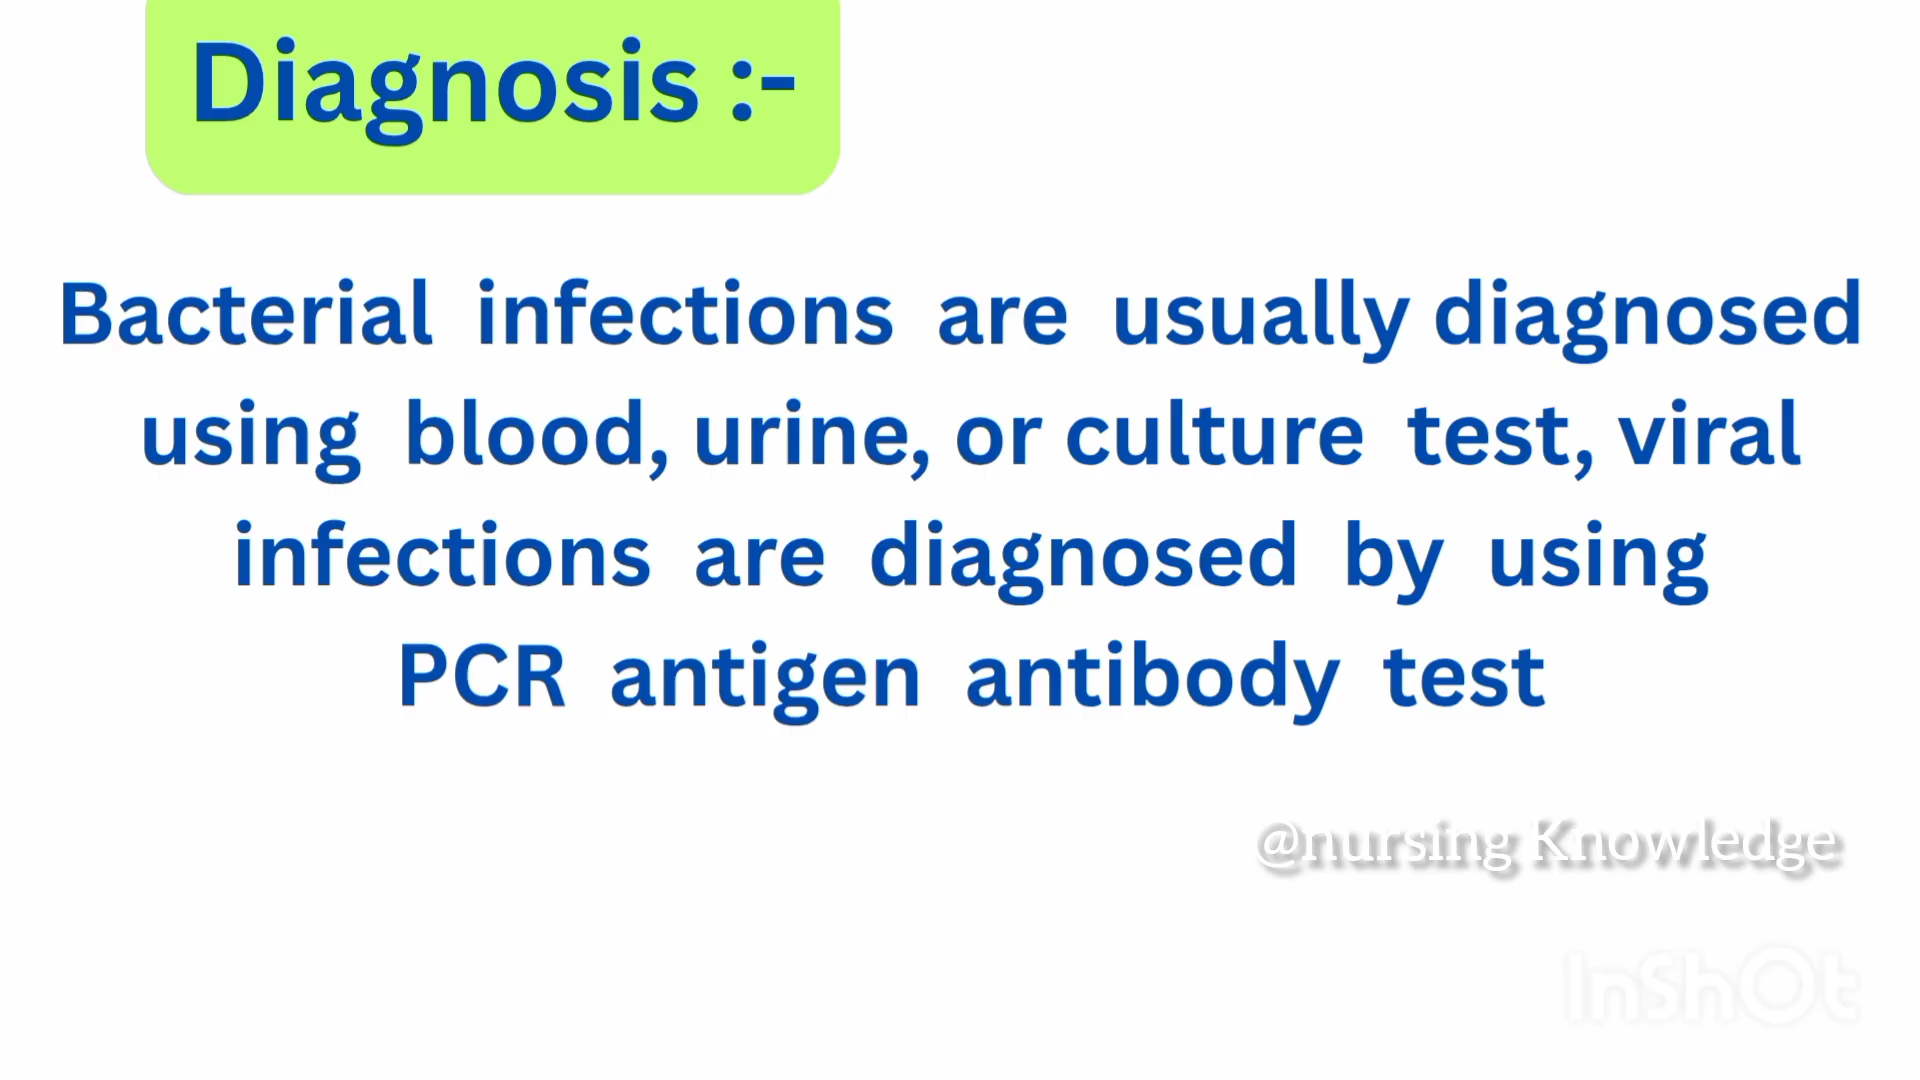 Diagnosis :-
Bacterial infections are usually diagnosed
using blood, urine, or culture test, viral
infections are diagnosed by using
PCR antigen antibody test
@nursing Knowledge
InShOt